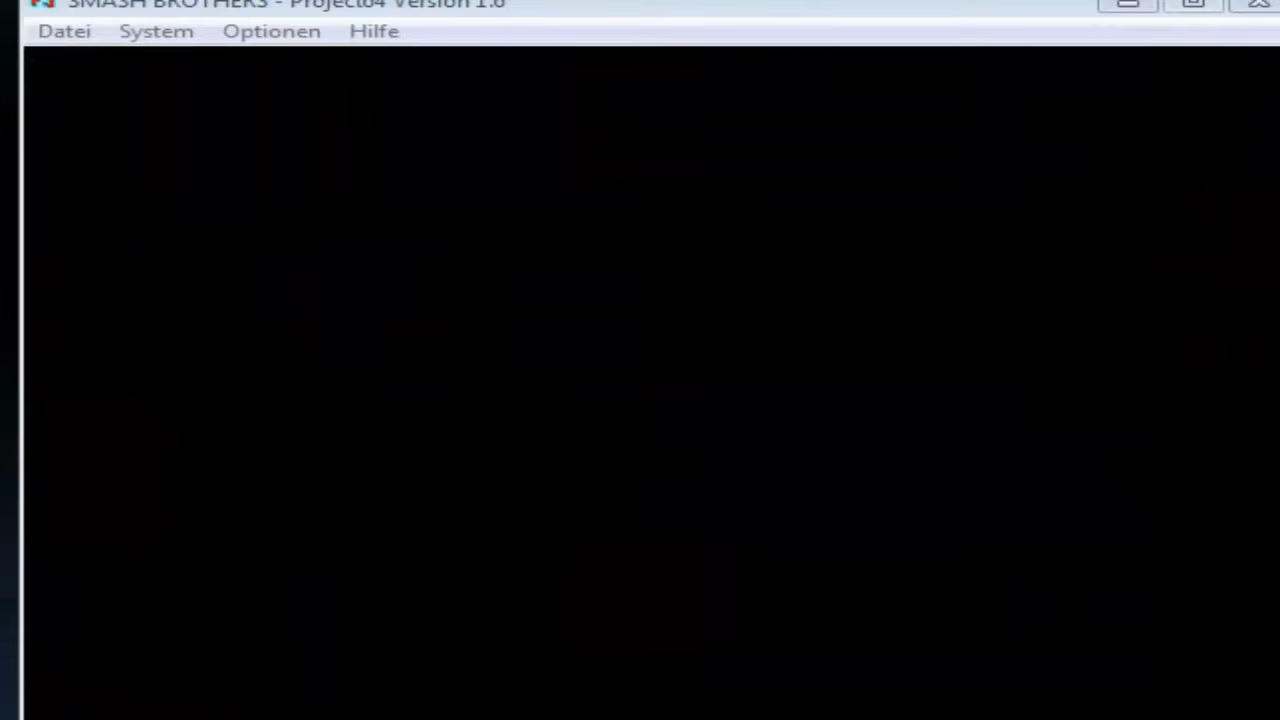 SMASH BROTHERS - Project64 Version 1.6
Datei System Optionen Hilfe